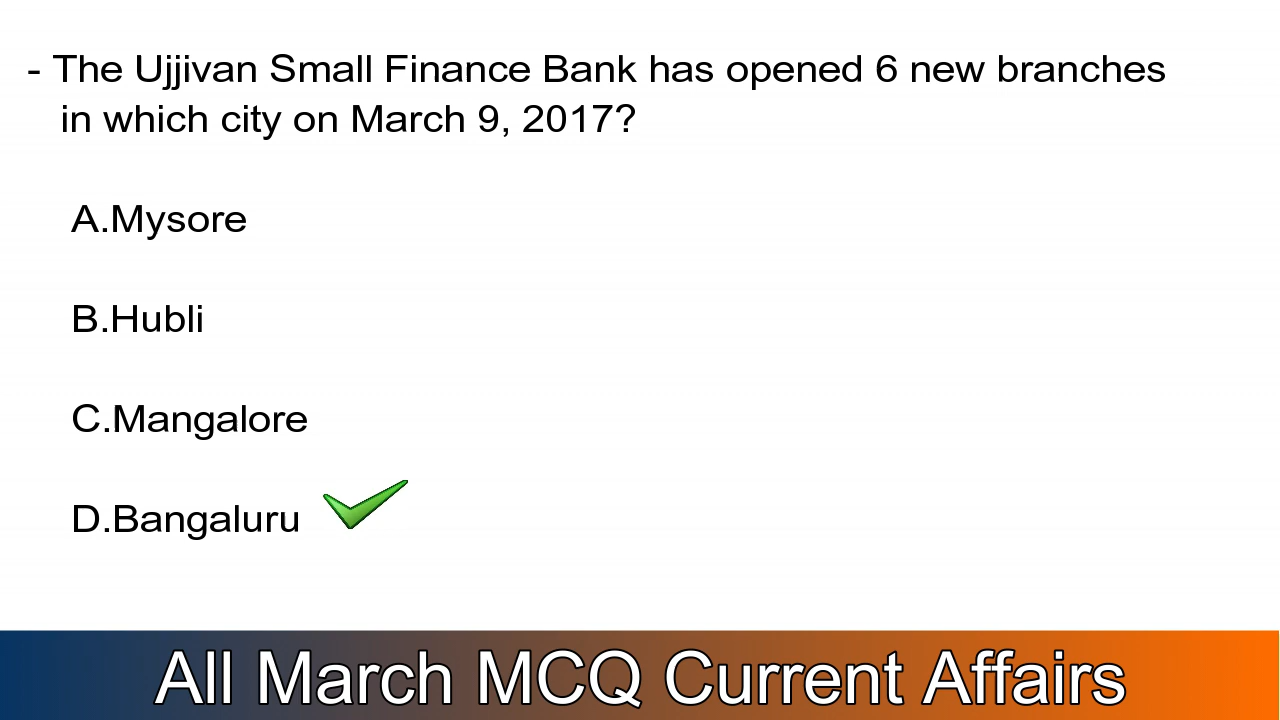 - The Ujjivan Small Finance Bank has opened 6 new branches
in which city on March 9, 2017?
A.Mysore
B.Hubli
C.Mangalore
D.Bangaluru
All March MCQ Current Affairs